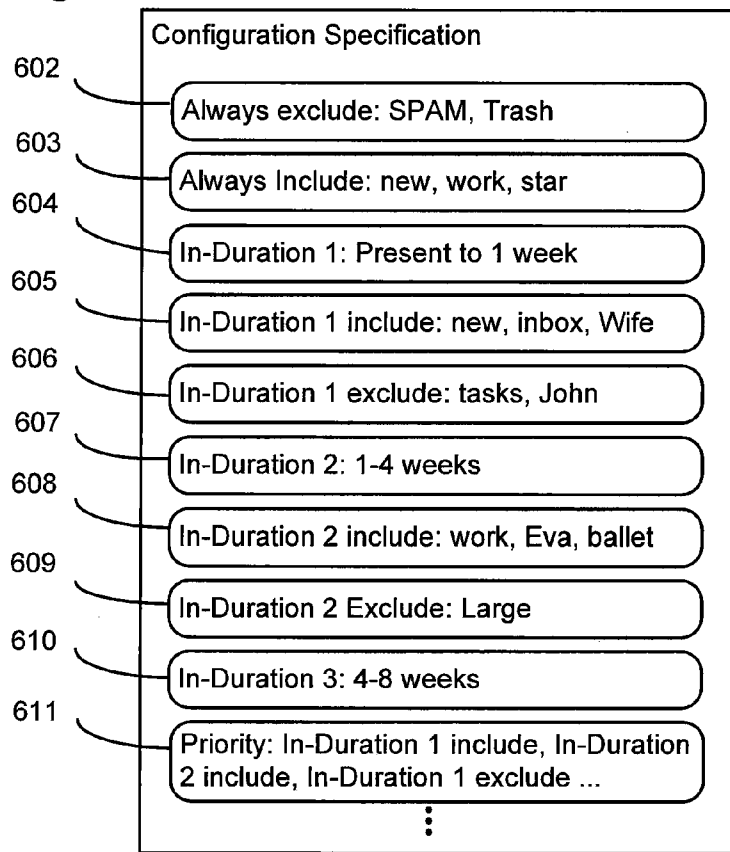 Configuration Specification
602
Always exclude: SPAM, Trash
603
Always Include: new, work, star
604
In-Duration 1: Present to 1 week
605
In-Duration 1 include: new, inbox, Wife
606
In-Duration 1 exclude: tasks, John
607
In-Duration 2: 1-4 weeks
608
In-Duration 2 include: work, Eva, ballet
609
In-Duration 2 Exclude: Large
610
In-Duration 3: 4-8 weeks
611
Priority: In-Duration 1 include, In-Duration
2 include, In-Duration 1 exclude ...